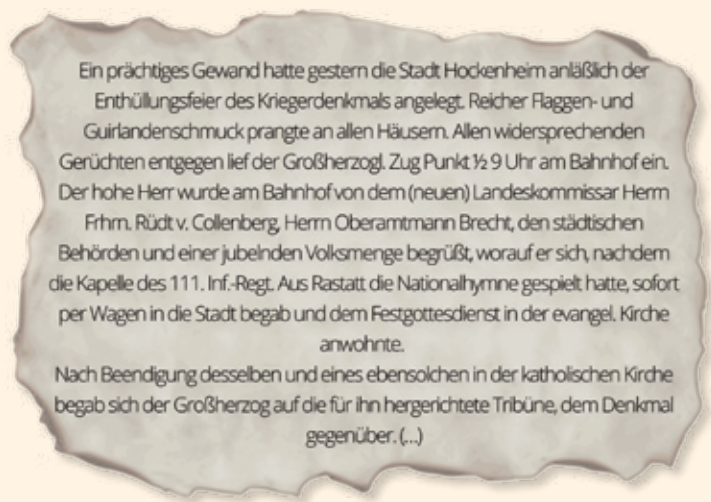 Ein prächtiges Gewand hatte gestern die Stadt Hockenheim anläßlich der
Enthüllungsfeier des Kriegerdenkmals angelegt. Reicher Flaggen- und
Guirlandenschmuck prangte an allen Häusern. Allen widersprechenden
Gerüchten entgegen lief der Großherzogl. Zug Punkt ½ 9 Uhr am Bahnhof ein.
Der hohe Herr wurde am Bahnhof von dem (neuen) Landeskommissar Herrn
Frhrn. Rüdt v. Collenberg, Herrn Oberamtmann Brecht, den städtischen
Behörden und einer jubelnden Volksmenge begrüßt, worauf er sich, nachdem
die Kapelle des 111. Inf.-Regt. Aus Rastatt die Nationalhymne gespielt hatte, sofort
per Wagen in die Stadt begab und dem Festgottesdienst in der evangel. Kirche
anwohnte.
Nach Beendigung desselben und eines ebensolchen in der katholischen Kirche
begab sich der Großherzog auf die für ihn hergerichtete Tribüne, dem Denkmal
gegenüber. (...)